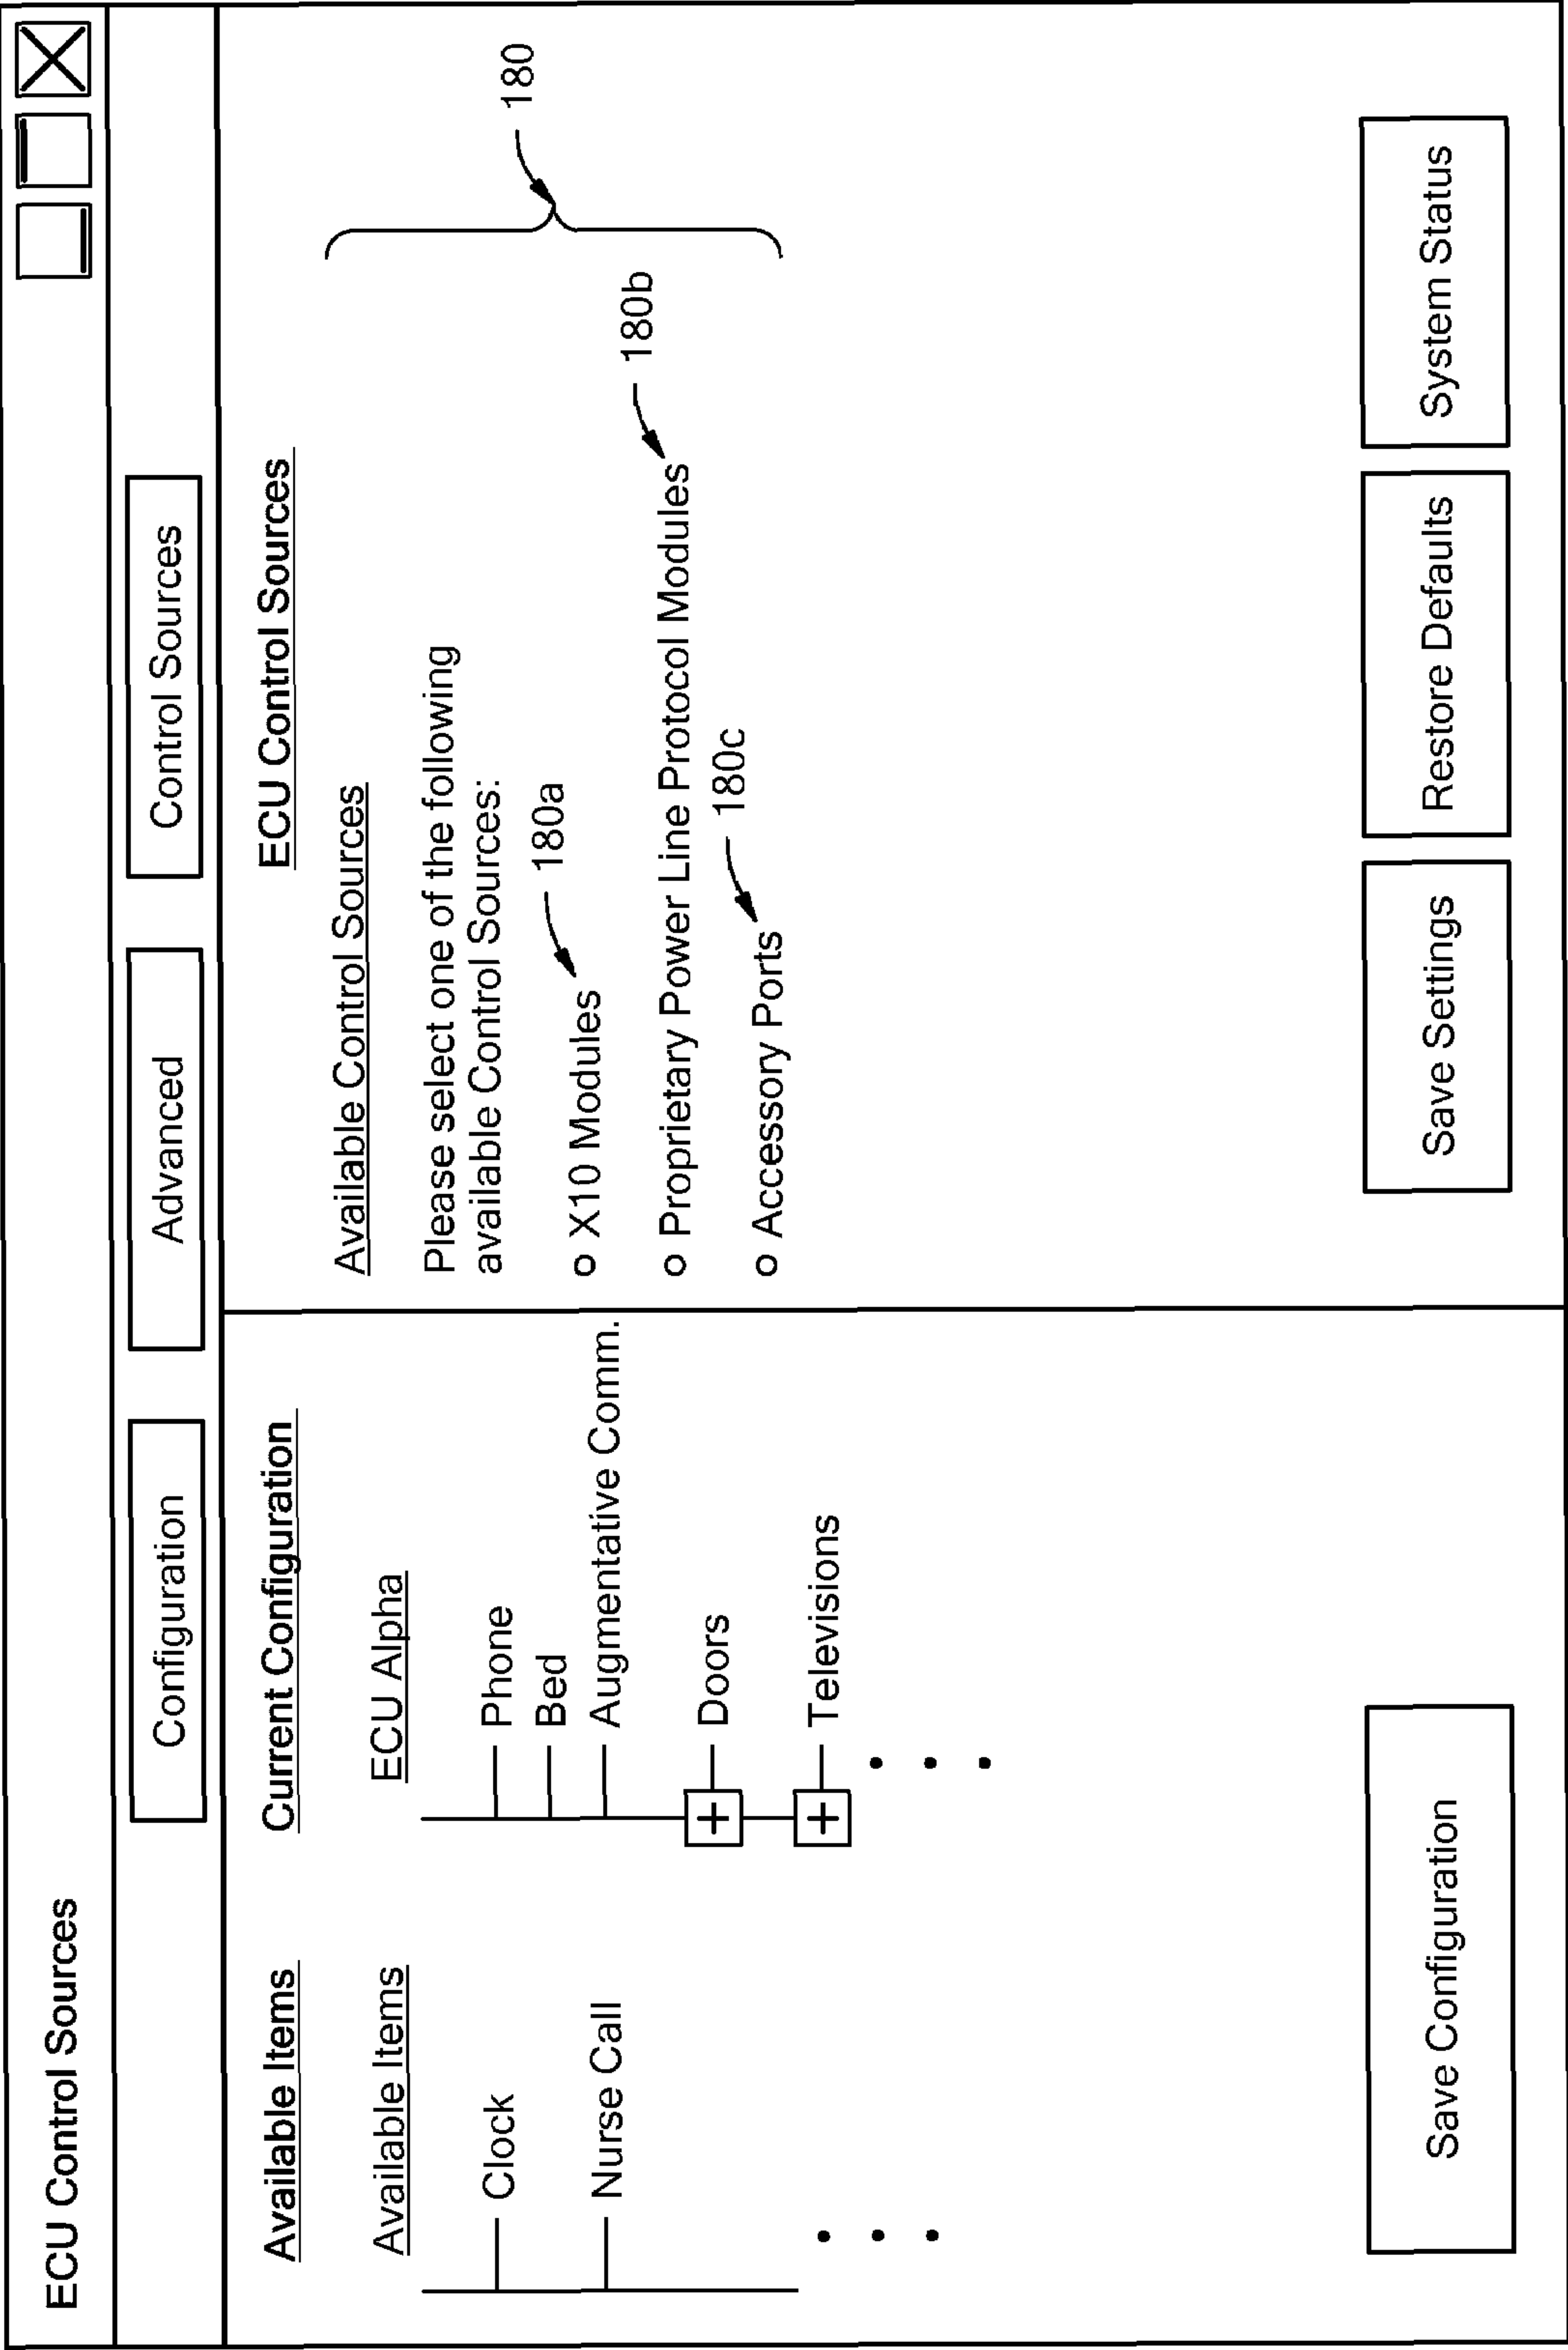 ECU Control Sources
Configuration
Advanced
Control Sources
Available Items
Available Items
Clock
Nurse Call
Current Configuration
ECU Alpha
Phone
Bed
Augmentative Comm.
Doors
Televisions
Save Configuration
ECU Control Sources
Available Control Sources
Please select one of the following
available Control Sources:
180
180a
X10 Modules
180b
Proprietary Power Line Protocol Modules
180c
Accessory Ports
Save Settings
Restore Defaults
System Status